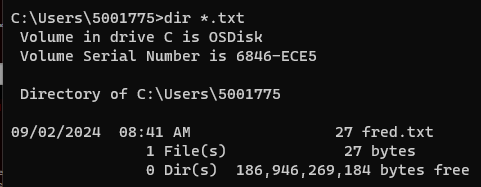 C:\Users\5001775>dir *.txt
 Volume in drive C is OSDisk
 Volume Serial Number is 6846-ECE5
 Directory of C:\Users\5001775
09/02/2024  08:41 AM                27 fred.txt
               1 File(s)             27 bytes
               0 Dir(s)  186,946,269,184 bytes free